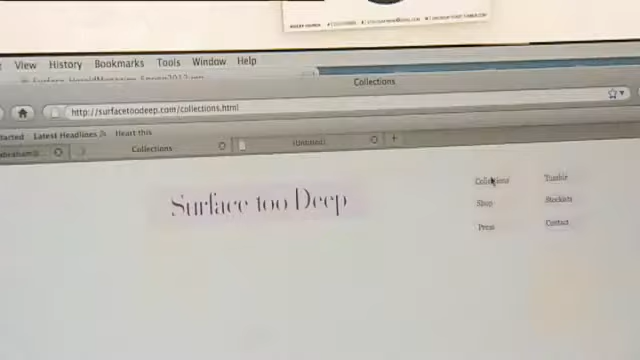 View History Bookmarks Tools Window Help
Collections
http://surfacetoodeep.com/collections.html
Latest Headlines Heart this
Collections (Untitled) +
Surface too Deep
Collections Tumblr
Shop Stockists
Press Contact